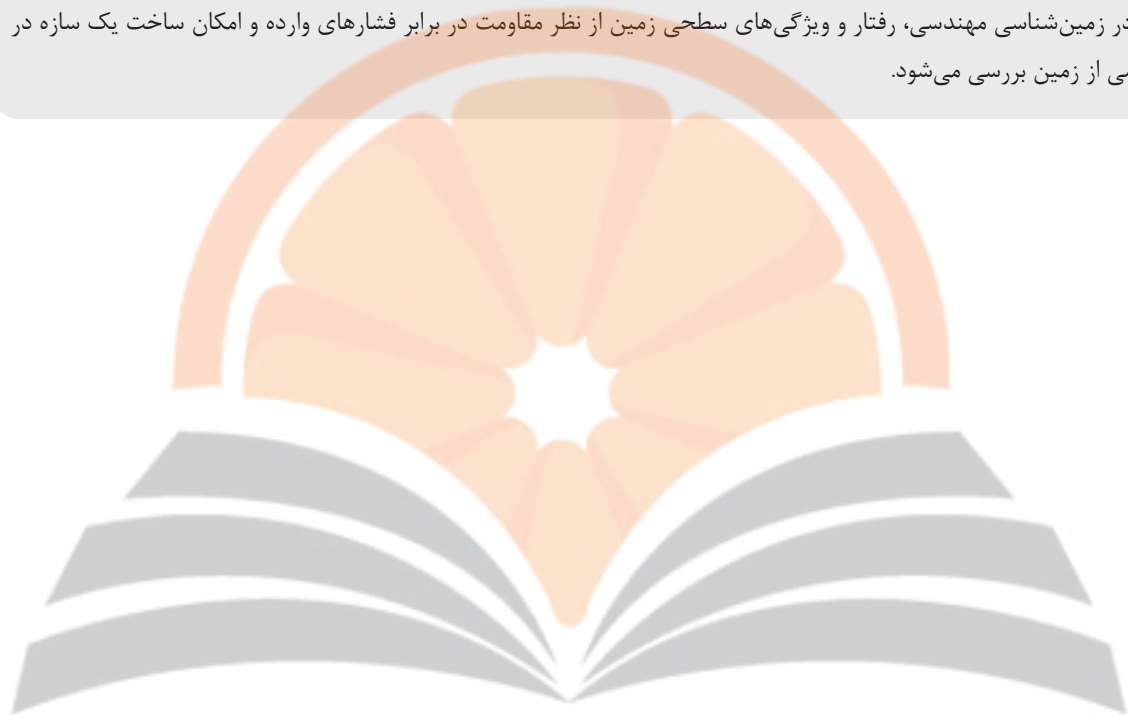 در زمین‌شناسی مهندسی، رفتار و ویژگی‌های سطحی زمین از نظر مقاومت در برابر فشارهای وارده و امکان ساخت یک سازه در
از زمین بررسی می‌شود.